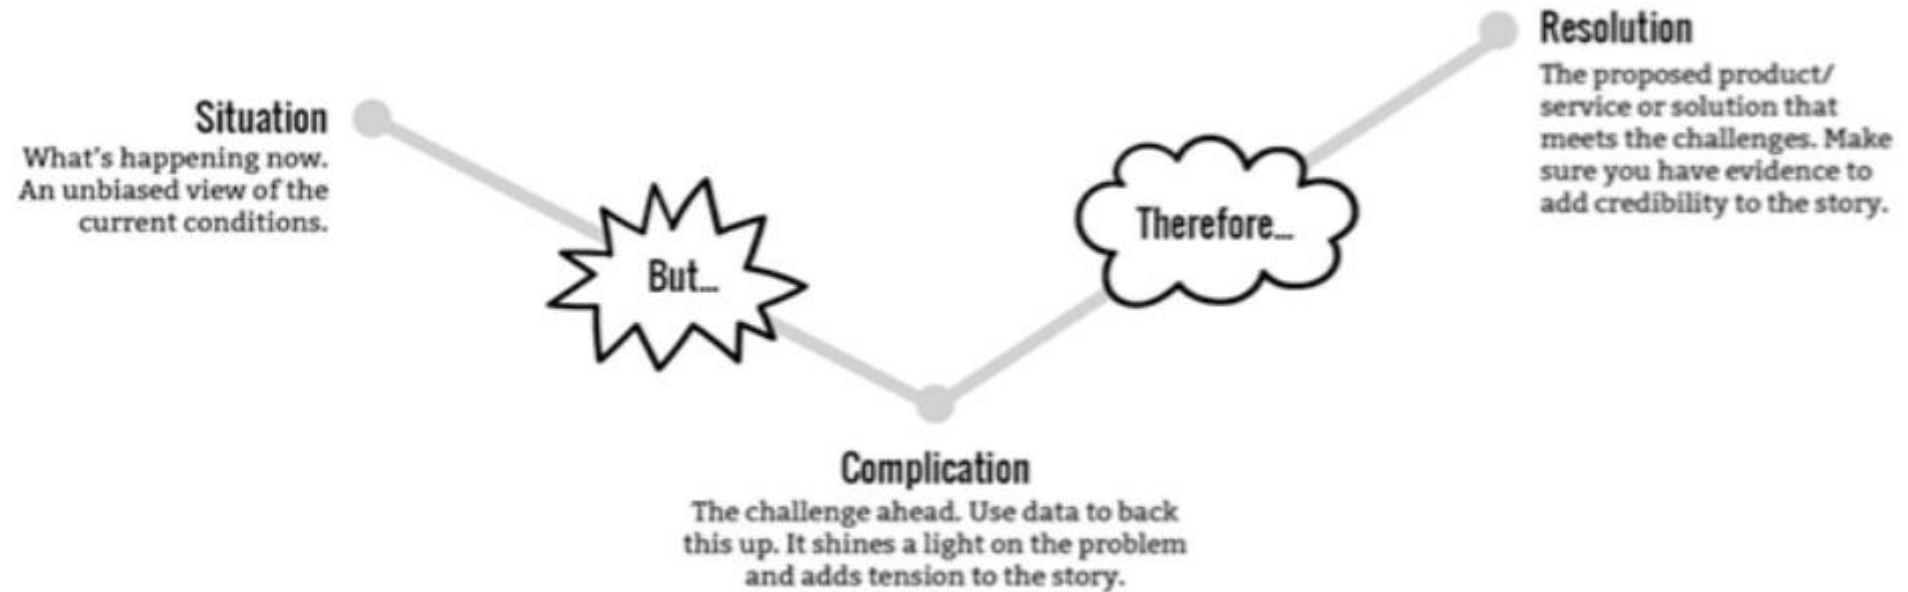 Situation
What's happening now.
An unbiased view of the
current conditions.
But...
Complication
The challenge ahead. Use data to back
this up. It shines a light on the problem
and adds tension to the story.
Therefore...
Resolution
The proposed product/
service or solution that
meets the challenges. Make
sure you have evidence to
add credibility to the story.